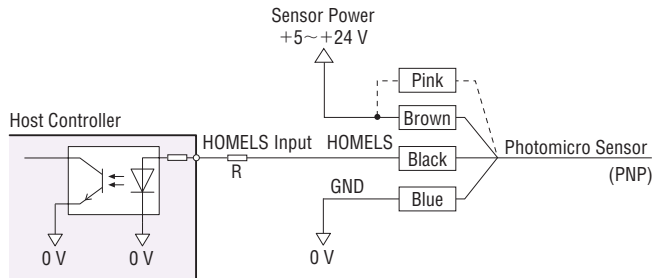 Sensor Power
+5~+24 V
Pink
Brown
Host Controller
HOMELS Input
HOMELS
Black
Photomicro Sensor
(PNP)
R
GND
Blue
0 V
0 V
0 V